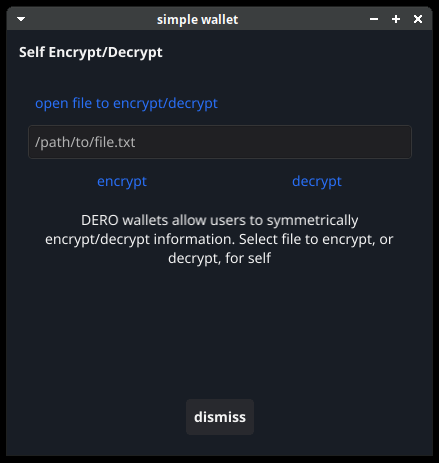 simple wallet
Self Encrypt/Decrypt
open file to encrypt/decrypt
/path/to/file.txt
encrypt decrypt
DERO wallets allow users to symmetrically
encrypt/decrypt information. Select file to encrypt, or
decrypt, for self
dismiss